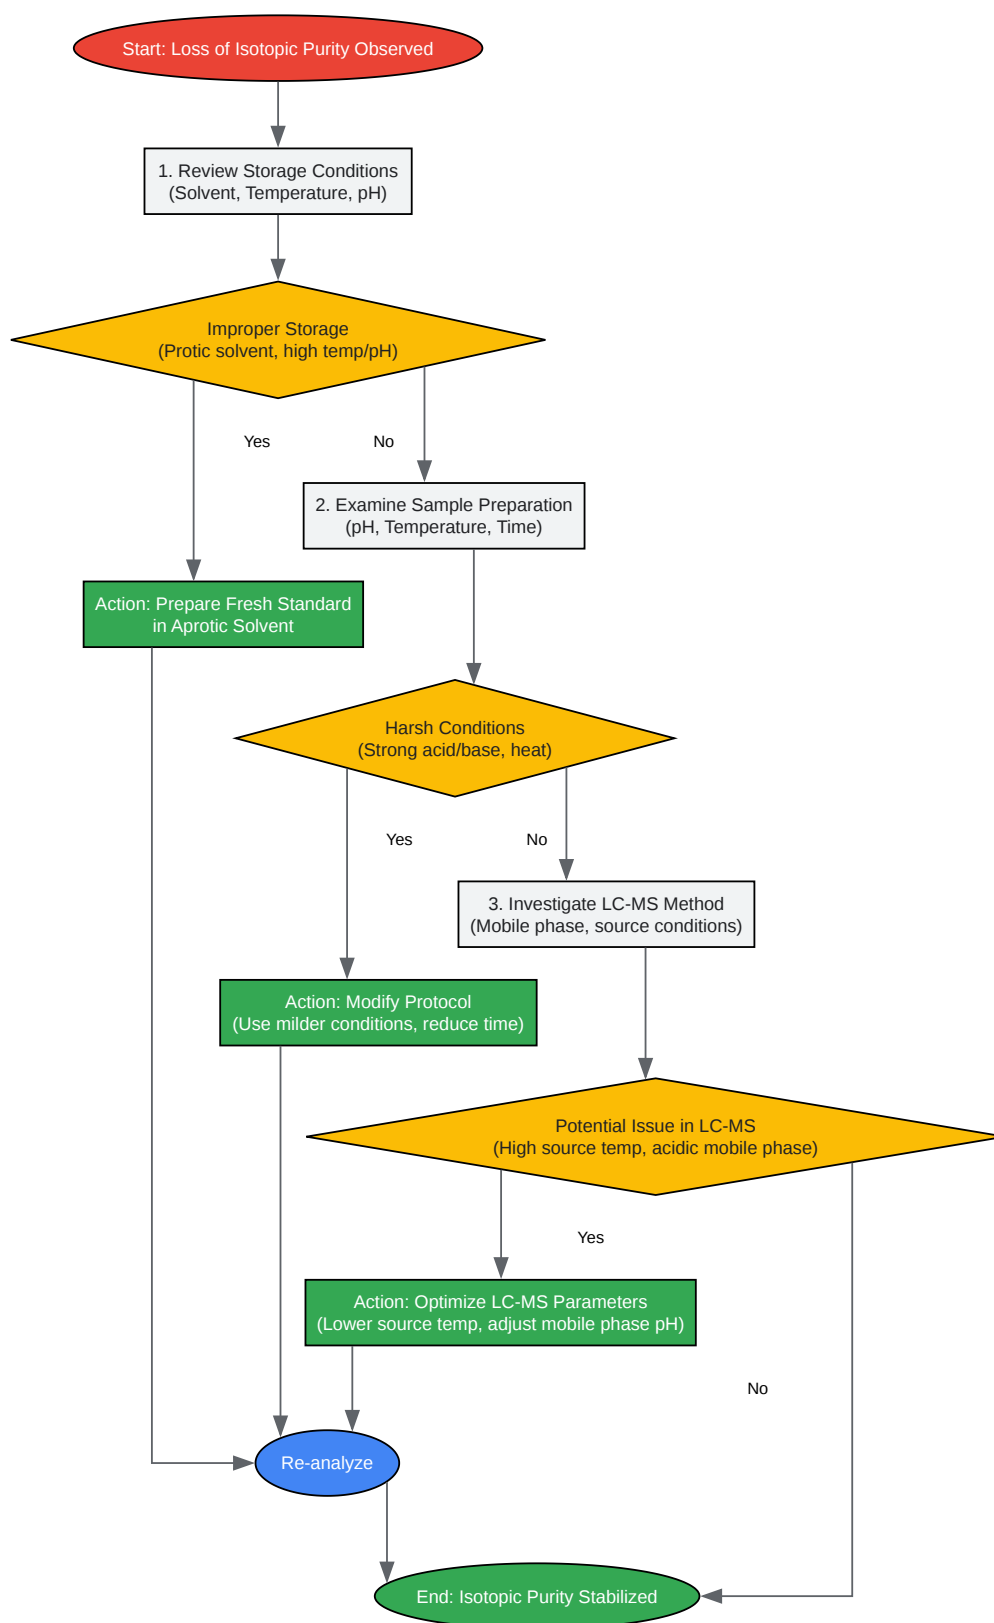 Start: Loss of Isotopic Purity Observed
1. Review Storage Conditions
(Solvent, Temperature, pH)
Improper Storage
(Protic solvent, high temp/pH)
Yes
No
2. Examine Sample Preparation
(pH, Temperature, Time)
Action: Prepare Fresh Standard
in Aprotic Solvent
Harsh Conditions
(Strong acid/base, heat)
Yes
No
3. Investigate LC-MS Method
(Mobile phase, source conditions)
Action: Modify Protocol
(Use milder conditions, reduce time)
Potential Issue in LC-MS
(High source temp, acidic mobile phase)
Yes
Action: Optimize LC-MS Parameters
(Lower source temp, adjust mobile phase pH)
No
Re-analyze
End: Isotopic Purity Stabilized